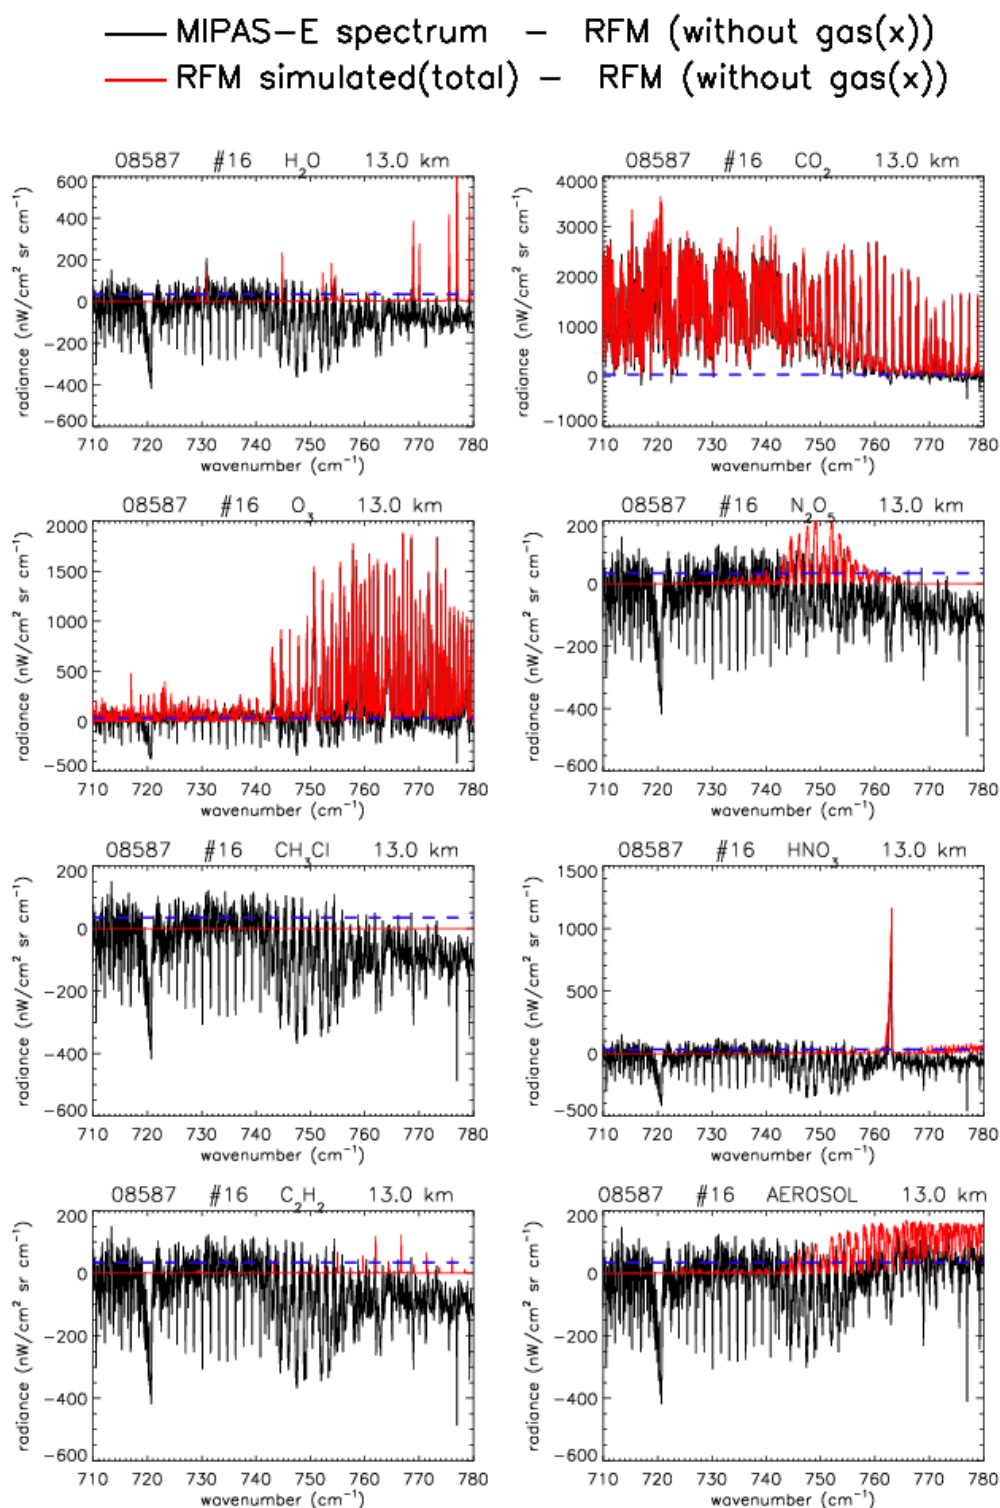 MIPAS-E spectrum - RFM (without gas(x))
RFM simulated(total) - RFM (without gas(x))
08587 #16 H₂O 13.0 km
radiance (nW/cm² sr cm⁻¹)
600
400
200
0
-200
-400
-600
710 720 730 740 750 760 770 780
wavenumber (cm⁻¹)
08587 #16 CO₂ 13.0 km
radiance (nW/cm² sr cm⁻¹)
4000
3000
2000
1000
0
-1000
710 720 730 740 750 760 770 780
wavenumber (cm⁻¹)
08587 #16 O₃ 13.0 km
radiance (nW/cm² sr cm⁻¹)
2000
1500
1000
500
0
-500
710 720 730 740 750 760 770 780
wavenumber (cm⁻¹)
08587 #16 N₂O₅ 13.0 km
radiance (nW/cm² sr cm⁻¹)
200
0
-200
-400
-600
710 720 730 740 750 760 770 780
wavenumber (cm⁻¹)
08587 #16 CH₃Cl 13.0 km
radiance (nW/cm² sr cm⁻¹)
200
0
-200
-400
-600
710 720 730 740 750 760 770 780
wavenumber (cm⁻¹)
08587 #16 HNO₃ 13.0 km
radiance (nW/cm² sr cm⁻¹)
1500
1000
500
0
-500
710 720 730 740 750 760 770 780
wavenumber (cm⁻¹)
08587 #16 C₂H₂ 13.0 km
radiance (nW/cm² sr cm⁻¹)
200
0
-200
-400
-600
710 720 730 740 750 760 770 780
wavenumber (cm⁻¹)
08587 #16 AEROSOL 13.0 km
radiance (nW/cm² sr cm⁻¹)
200
0
-200
-400
-600
710 720 730 740 750 760 770 780
wavenumber (cm⁻¹)